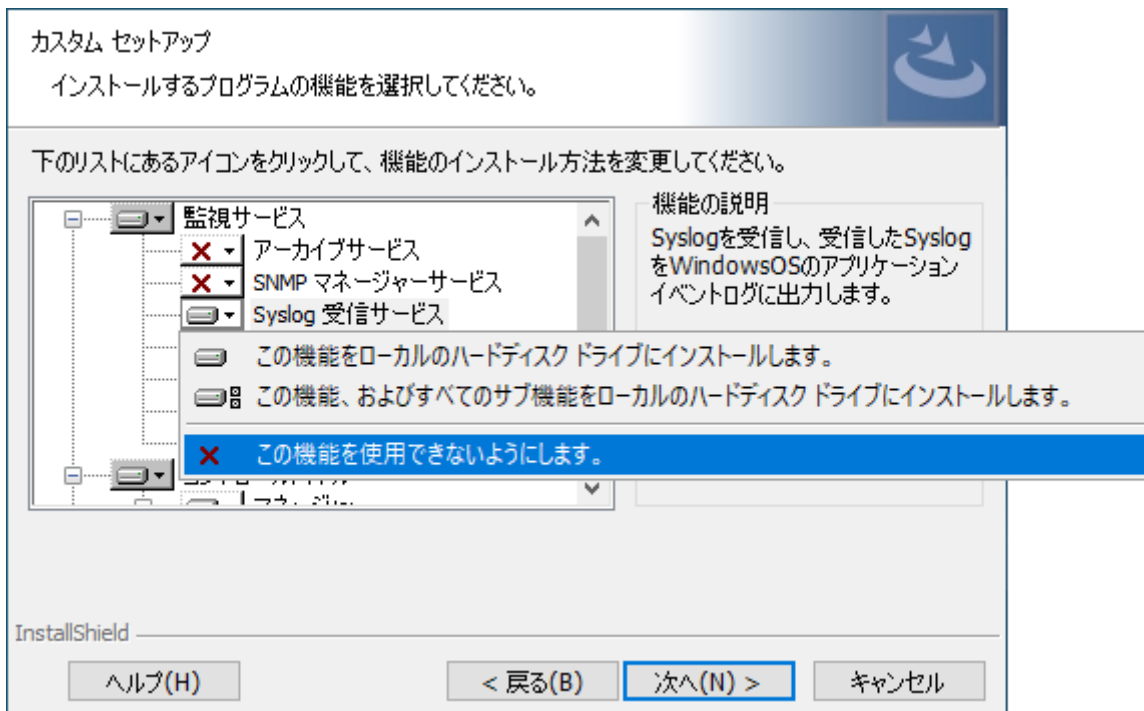 カスタム セットアップ
インストールするプログラムの機能を選択してください。
下のリストにあるアイコンをクリックして、機能のインストール方法を変更してください。
監視サービス
アーカイブサービス
SNMP マネージャーサービス
Syslog 受信サービス
機能の説明
Syslogを受信し、受信したSyslog
をWindowsOSのアプリケーション
イベントログに出力します。
この機能をローカルのハードディスク ドライブにインストールします。
この機能、およびすべてのサブ機能をローカルのハードディスク ドライブにインストールします。
この機能を使用できないようにします。
InstallShield
ヘルプ(H)
< 戻る(B)
次へ(N) >
キャンセル